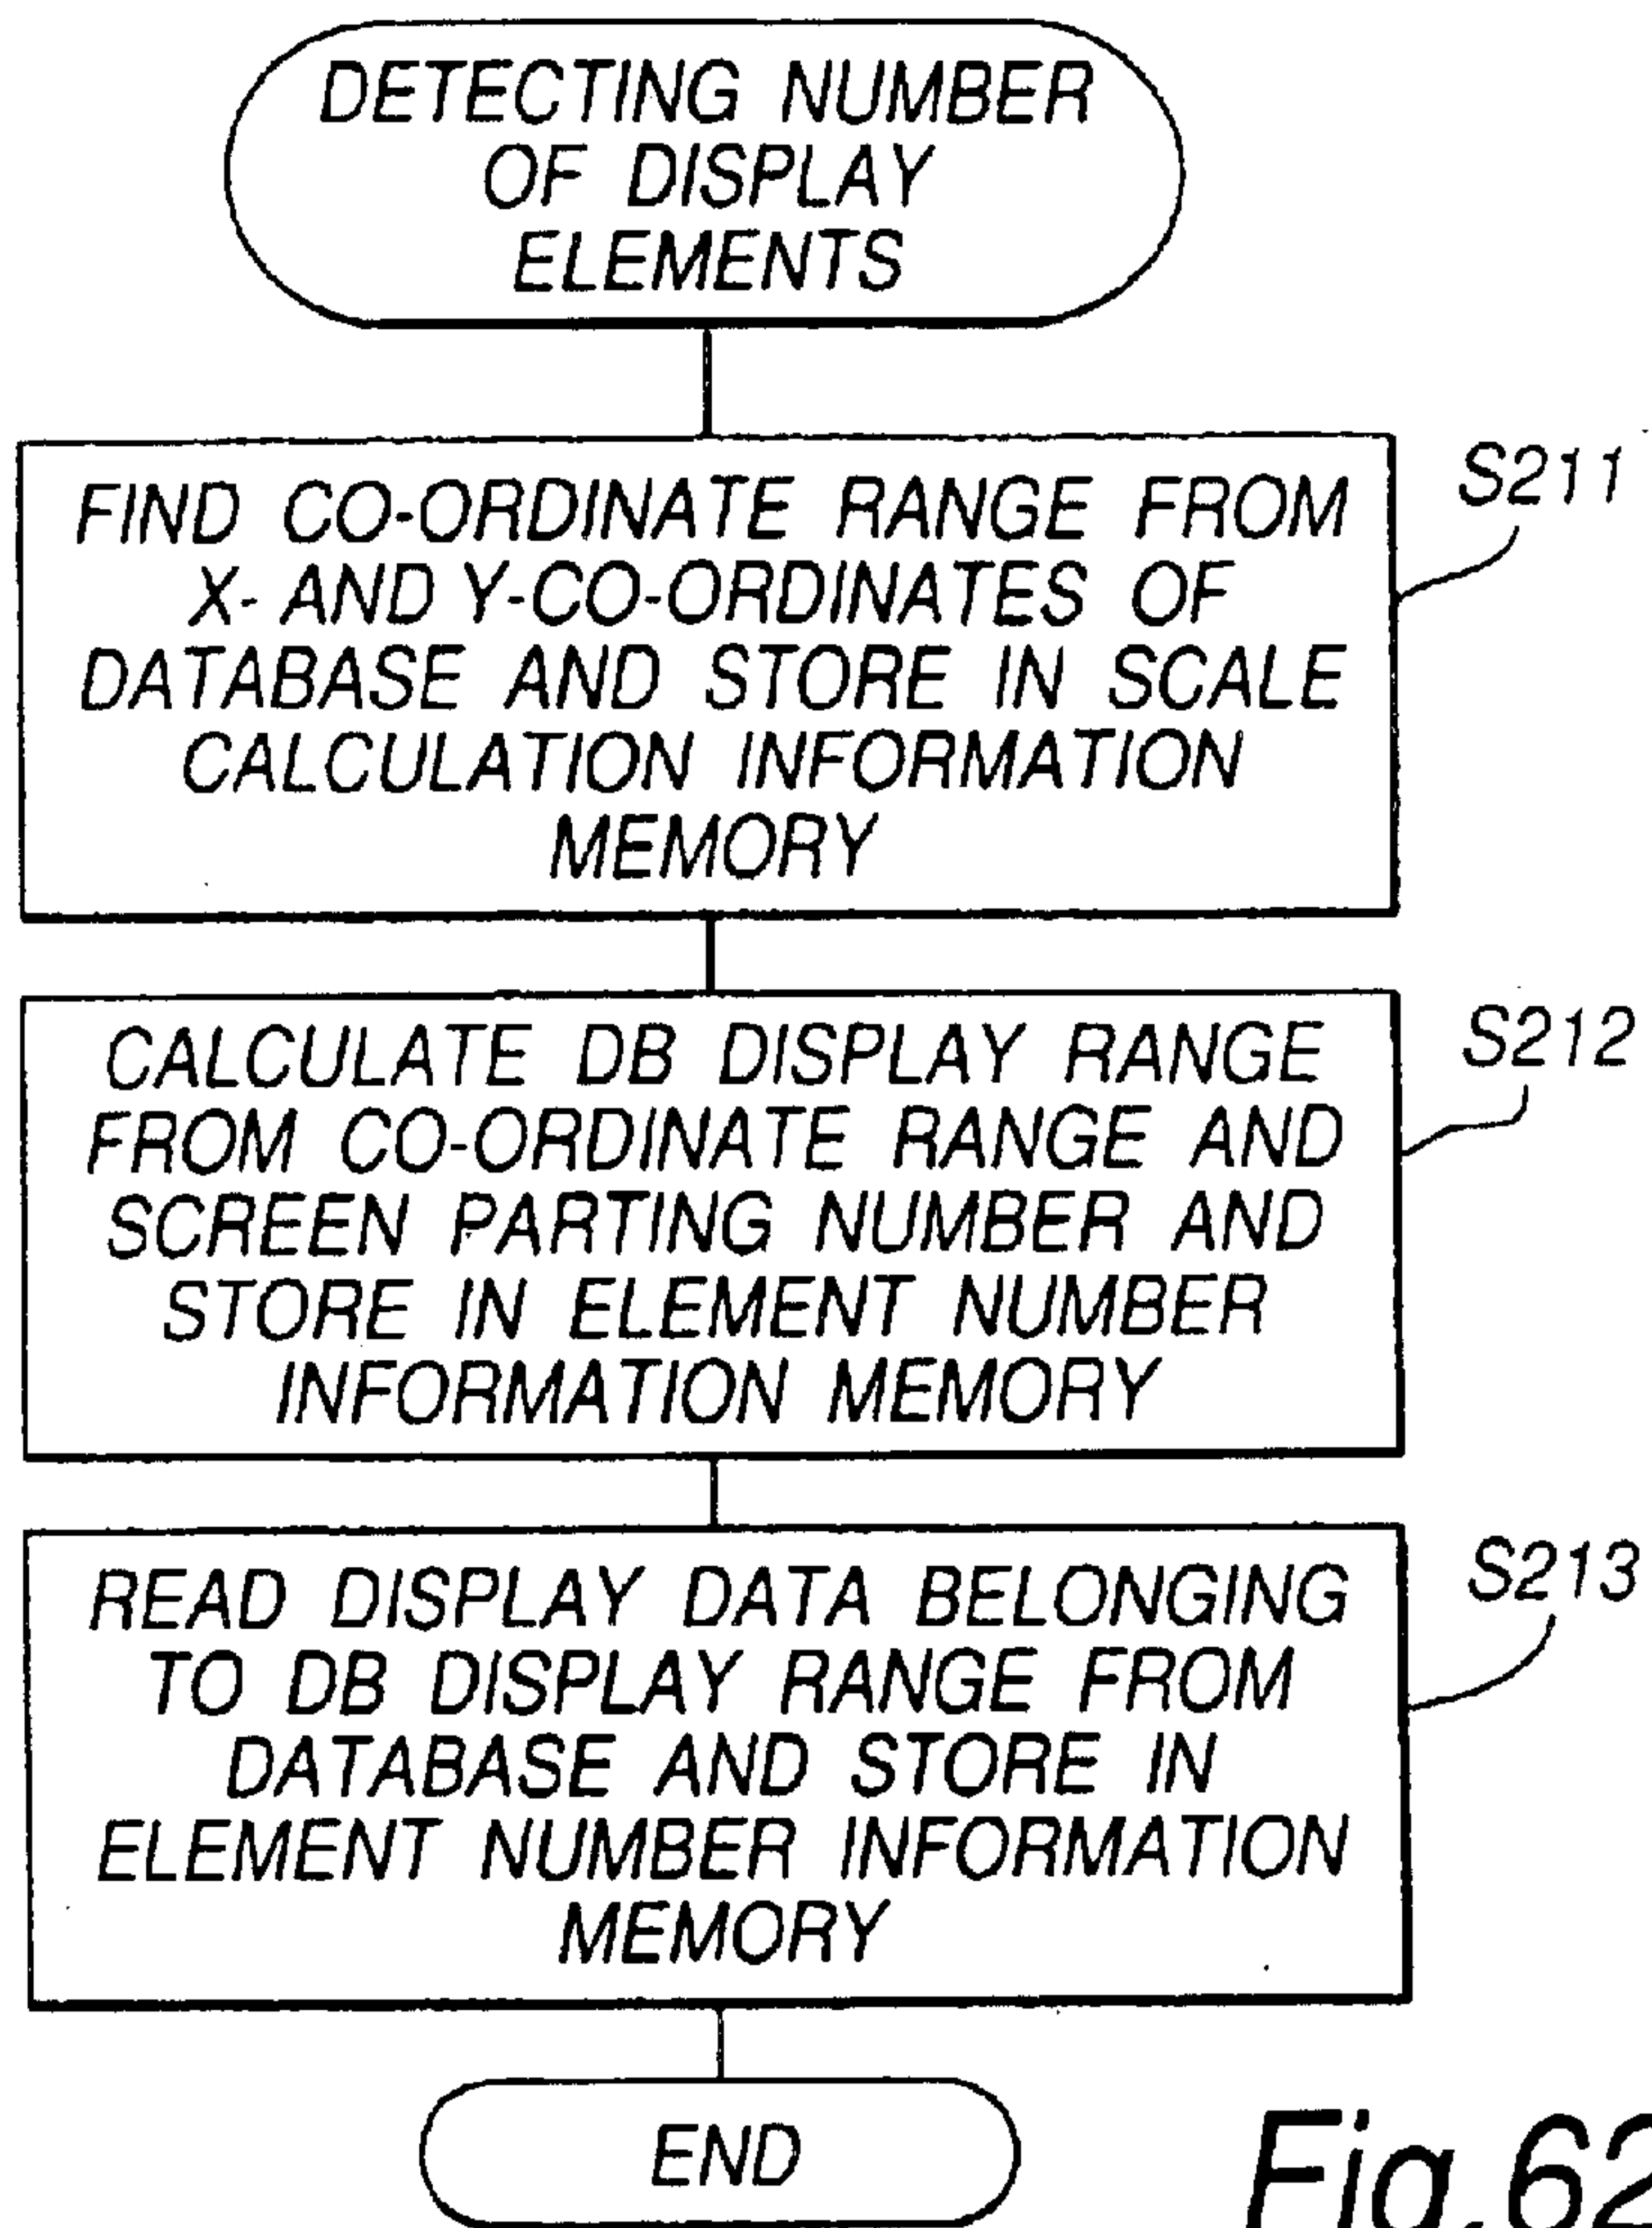 DETECTING NUMBER
OF DISPLAY
ELEMENTS
FIND CO-ORDINATE RANGE FROM
X- AND Y-CO-ORDINATES OF
DATABASE AND STORE IN SCALE
CALCULATION INFORMATION
MEMORY
S211
CALCULATE DB DISPLAY RANGE
FROM CO-ORDINATE RANGE AND
SCREEN PARTING NUMBER AND
STORE IN ELEMENT NUMBER
INFORMATION MEMORY
S212
READ DISPLAY DATA BELONGING
TO DB DISPLAY RANGE FROM
DATABASE AND STORE IN
ELEMENT NUMBER INFORMATION
MEMORY
S213
END
Fig.62